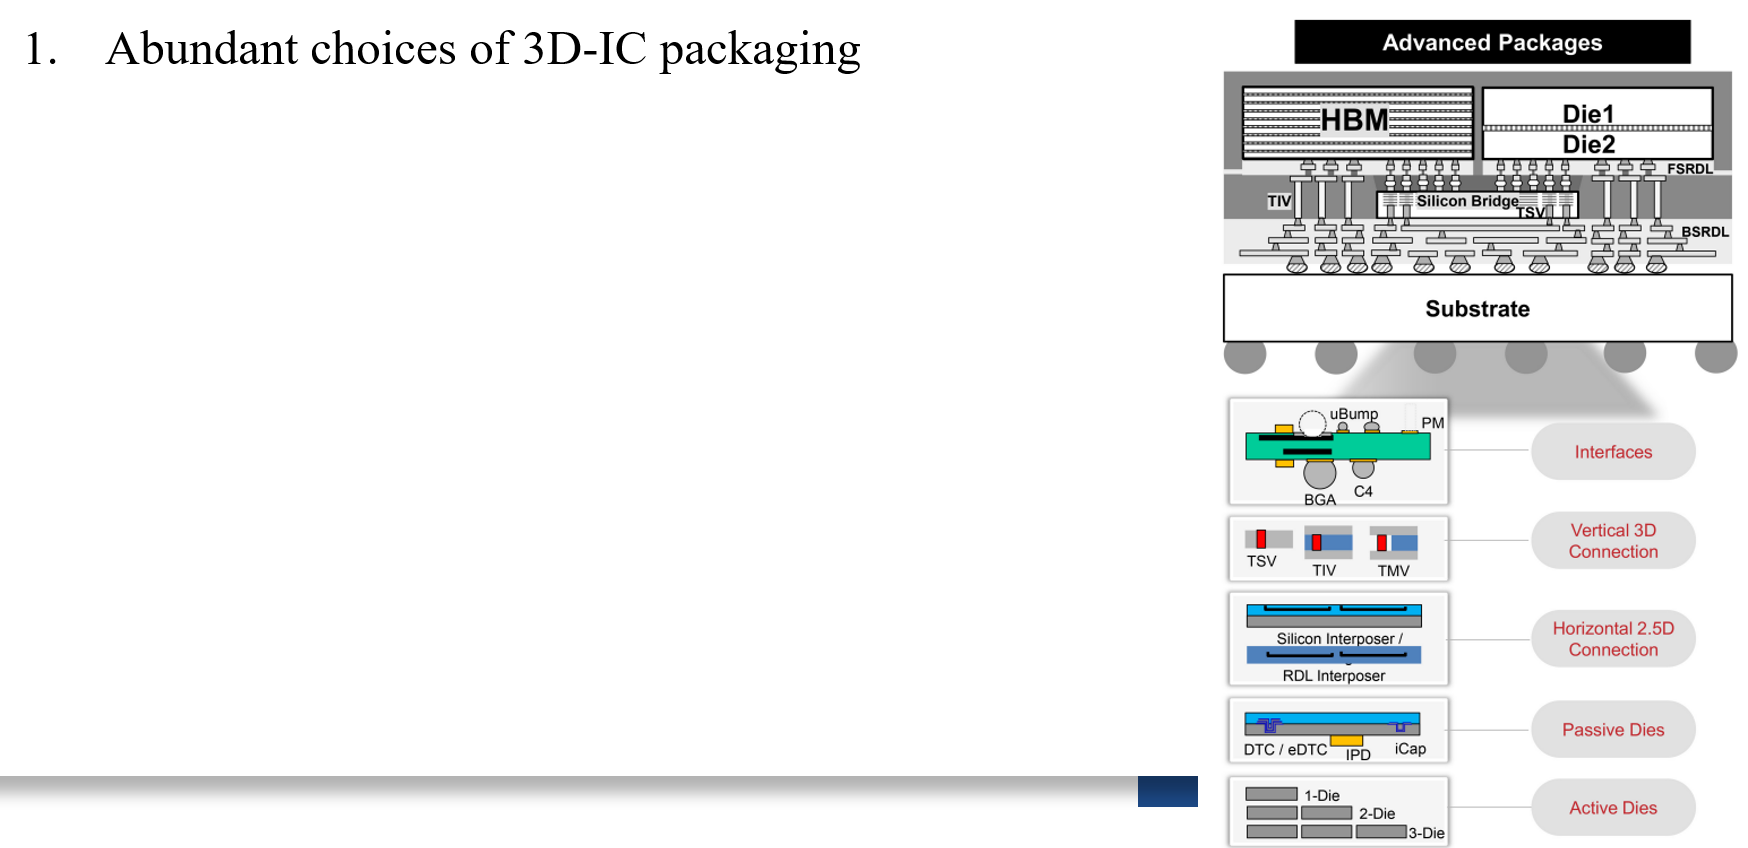 1. Abundant choices of 3D-IC packaging
Advanced Packages
HBM
Die1
Die2
FSRDL
TIV
Silicon Bridge
TSV
BSRDL
Substrate
uBump
PM
BGA
C4
Interfaces
TSV
TIV
TMV
Vertical 3D
Connection
Silicon Interposer /
RDL Interposer
Horizontal 2.5D
Connection
DTC / eDTC
IPD
iCap
Passive Dies
1-Die
2-Die
3-Die
Active Dies